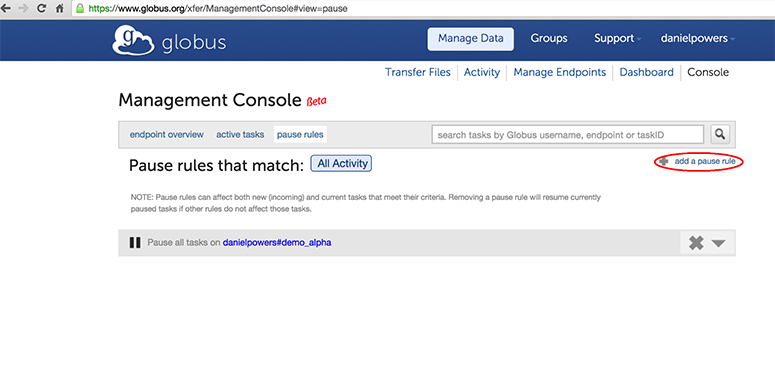 https://www.globus.org/xfer/ManagementConsole#view=pause
g globus Manage Data Groups Support danielpowers
Transfer Files Activity Manage Endpoints Dashboard Console
Management Console Beta
endpoint overview active tasks pause rules search tasks by Globus username, endpoint or taskID
Pause rules that match: All Activity add a pause rule
NOTE: Pause rules can affect both new (incoming) and current tasks that meet their criteria. Removing a pause rule will resume currently
paused tasks if other rules do not affect those tasks.
Pause all tasks on danielpowers#demo_alpha